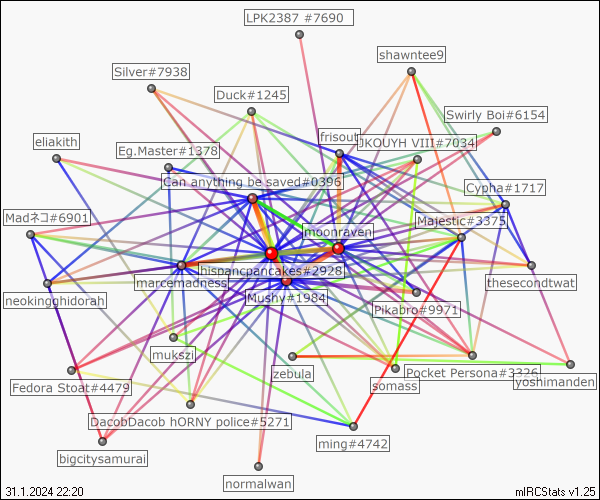 LPK2387 #7690
shawntee9
Silver#7938
Duck#1245
Swirly Boi#6154
eliakith
frisout
JKOUYH VIII#7034
Eg.Master#1378
Can anything be saved#0396
Cypha#1717
Madネコ#6901
Majestic#3375
moonraven
hispancpancakes#2928
marcemadness
thesecondtwat
Mushy#1984
neokingghidorah
Pikabro#9971
mukszi
zebula
Pocket Persona#3326
yoshimanden
Fedora Stoat#4479
somass
DacobDacob hORNY police#5271
ming#4742
bigcitysamurai
normalwan
31.1.2024 22:20
mIRCStats v1.25